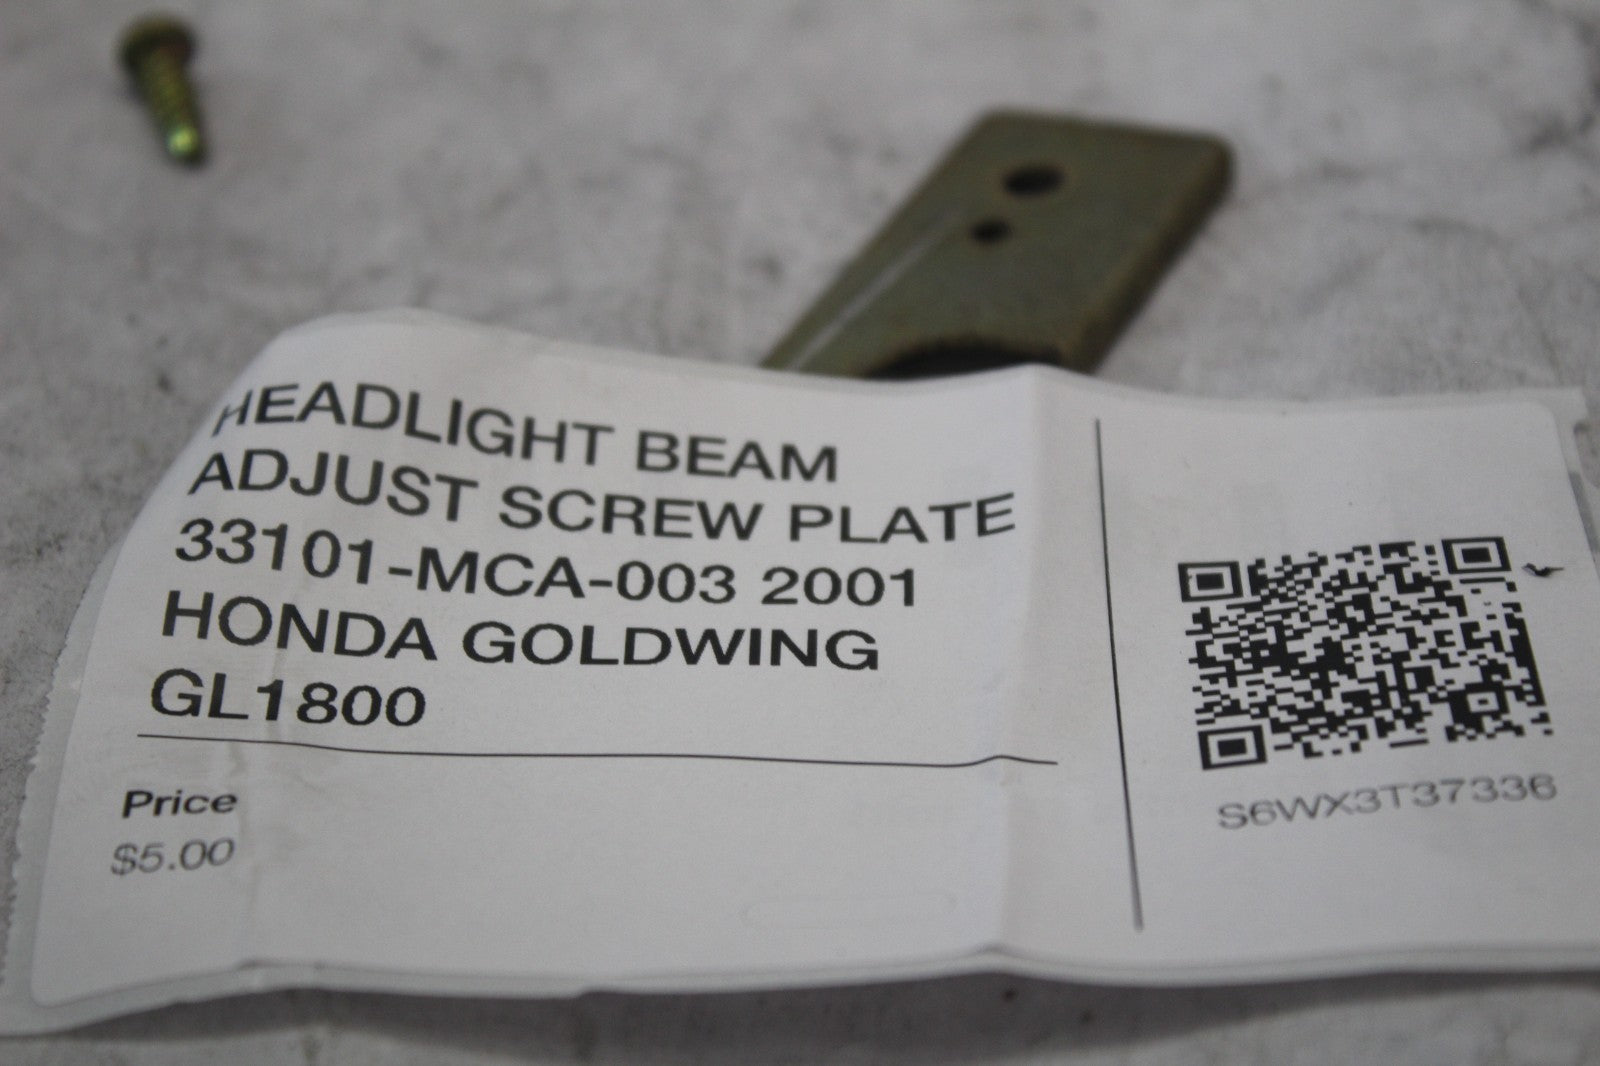 HEADLIGHT BEAM
ADJUST SCREW PLATE
33101-MCA-003 2001
HONDA GOLDWING
GL1800
Price
$5.00
S6WX3T37336